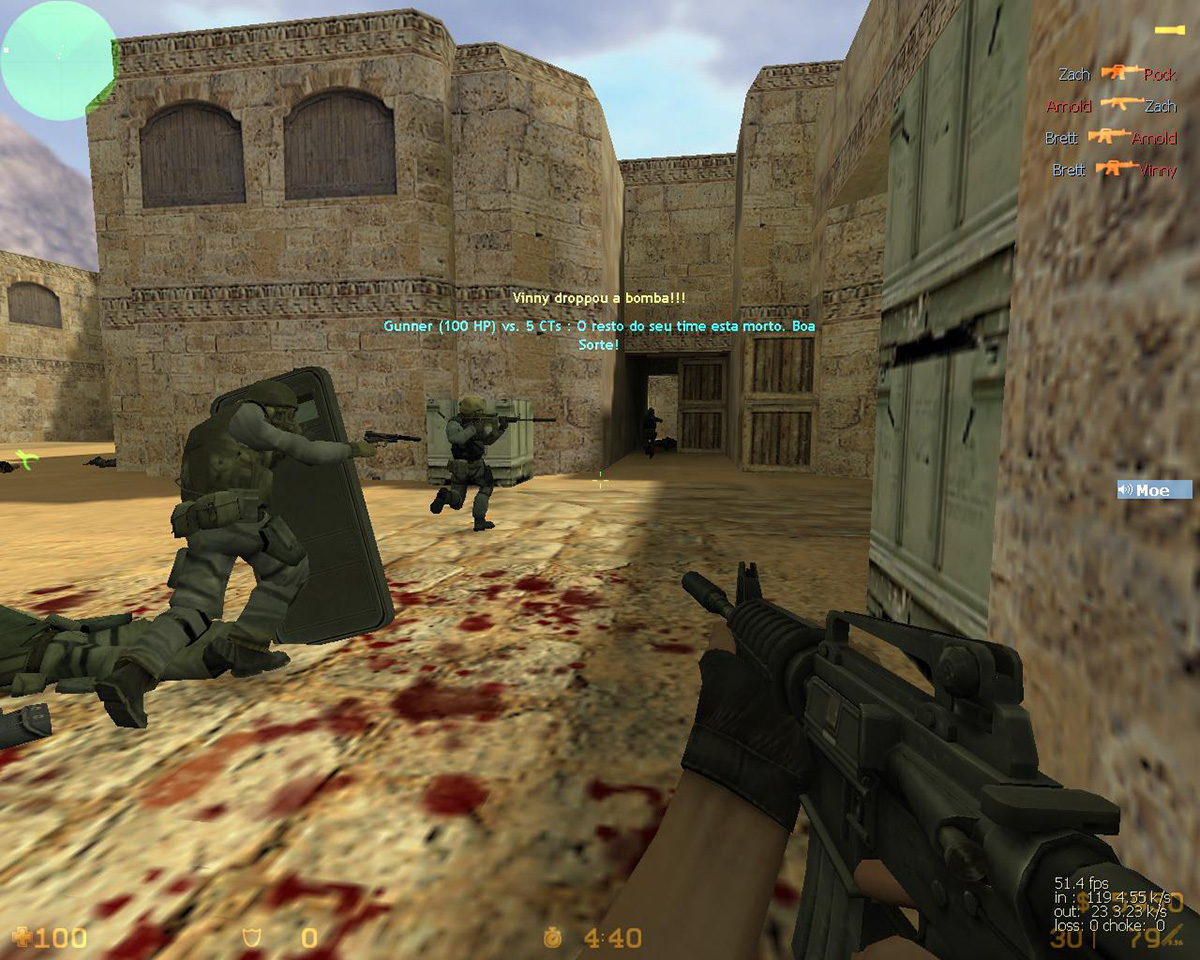 Zach Rock
Arnold Zach
Brett Arnold
Brett Vinny
Vinny droppou a bomba!!!
Gunner (100 HP) vs. 5 CTs : O resto do seu time esta morto. Boa
Sorte!
Moe
51.4 fps
in : 119 4.55 k/s
out: 23 3.23 k/s
loss: 0 choke: 0
100 0 4:40 30 | 79